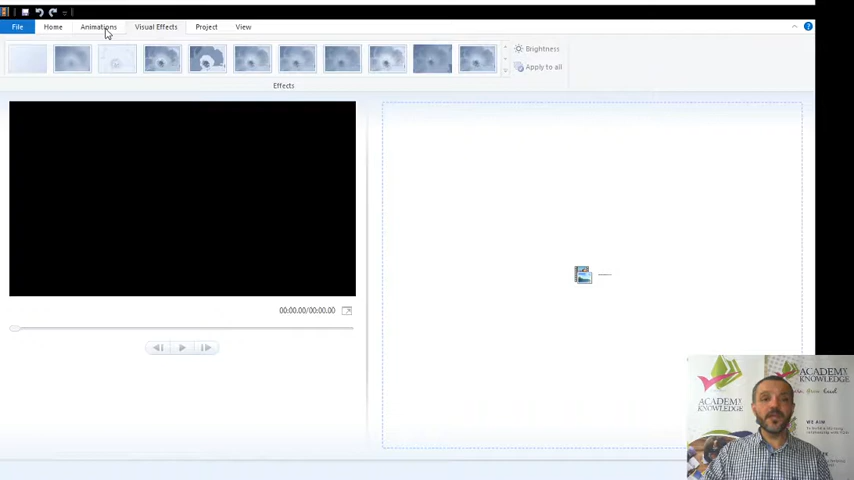 File Home Animations Visual Effects Project View
Brightness
Apply to all
Effects
00:00.00/00:00.00
ACADEMY
KNOWLEDGE
ACADEMY
KNOWLEDGE
WE AIM